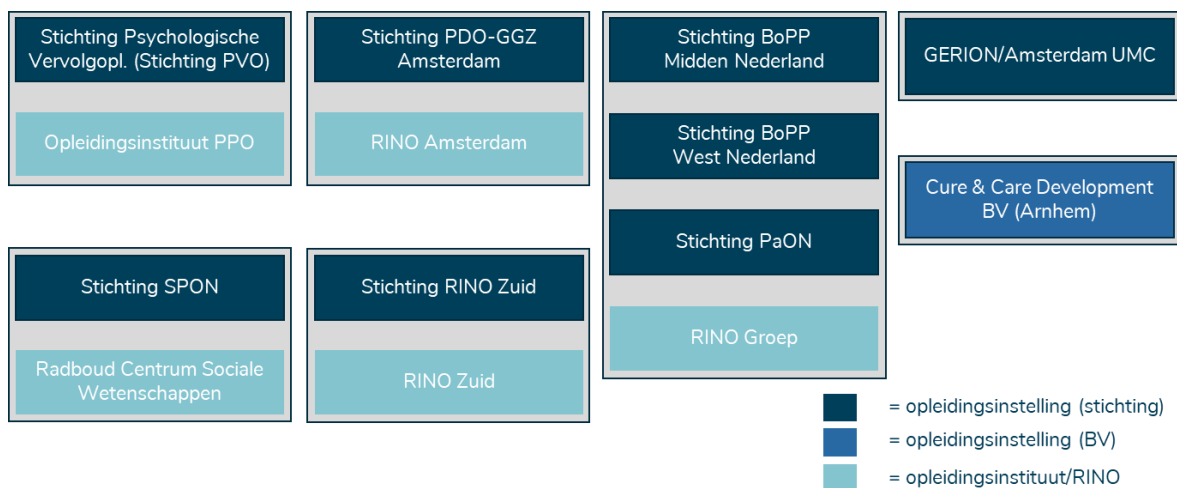 Stichting Psychologische
Vervolgopl. (Stichting PVO)
Opleidingsinstituut PPO
Stichting PDO-GGZ
Amsterdam
RINO Amsterdam
Stichting BoPP
Midden Nederland
Stichting BoPP
West Nederland
Stichting PaON
RINO Groep
GERION/Amsterdam UMC
Cure & Care Development
BV (Arnhem)
Stichting SPON
Radboud Centrum Sociale
Wetenschappen
Stichting RINO Zuid
RINO Zuid
= opleidingsinstelling (stichting)
= opleidingsinstelling (BV)
= opleidingsinstituut/RINO